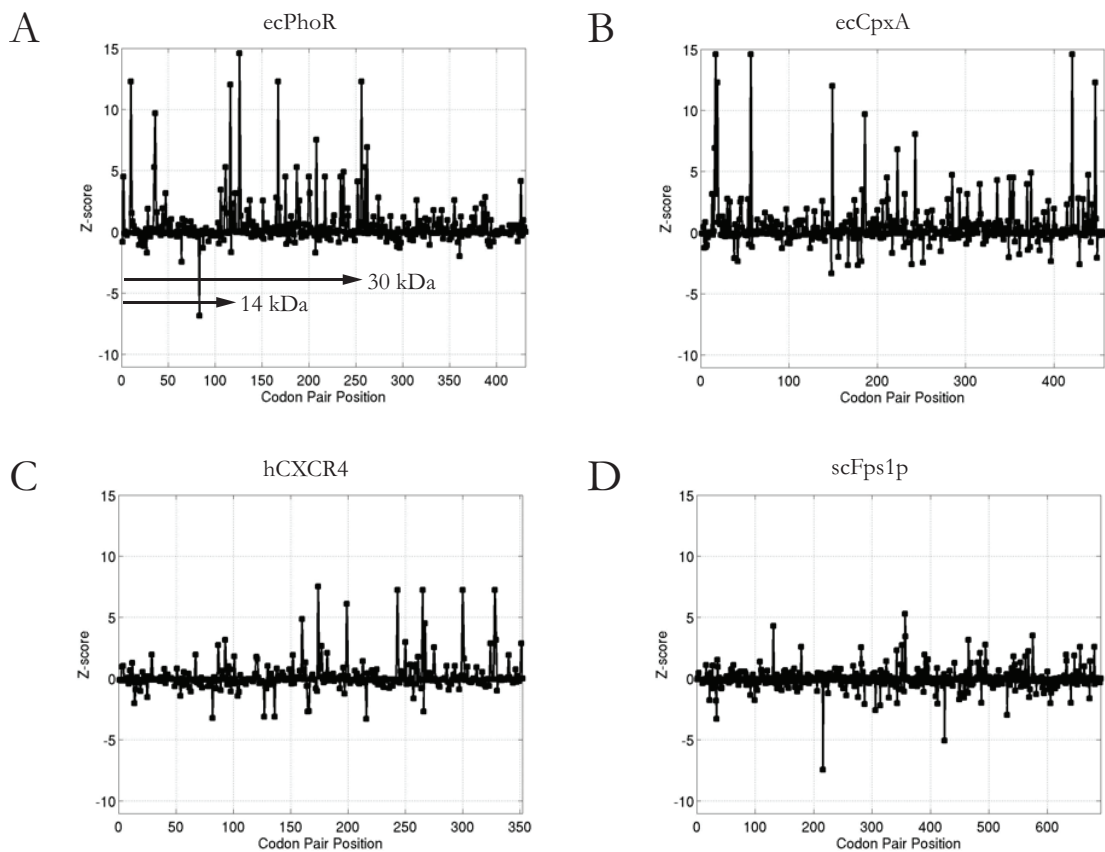 A
ecPhoR
15
10
5
0
-5
-10
Z-score
30 kDa
14 kDa
0 50 100 150 200 250 300 350 400
Codon Pair Position
B
ecCpxA
15
10
5
0
-5
-10
Z-score
0 100 200 300 400
Codon Pair Position
C
hCXCR4
15
10
5
0
-5
-10
Z-score
0 50 100 150 200 250 300 350
Codon Pair Position
D
scFps1p
15
10
5
0
-5
-10
Z-score
0 100 200 300 400 500 600
Codon Pair Position